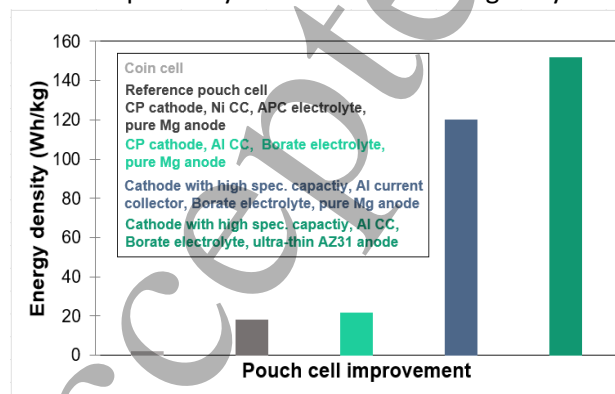 160
140
120
100
80
60
40
20
0
Energy density (Wh/kg)
Coin cell
Reference pouch cell
CP cathode, Ni CC, APC electrolyte,
pure Mg anode
CP cathode, Al CC, Borate electrolyte,
pure Mg anode
Cathode with high spec. capactiy, Al current
collector, Borate electrolyte, pure Mg anode
Cathode with high spec. capactiy, Al CC,
Borate electrolyte, ultra-thin AZ31 anode
Pouch cell improvement